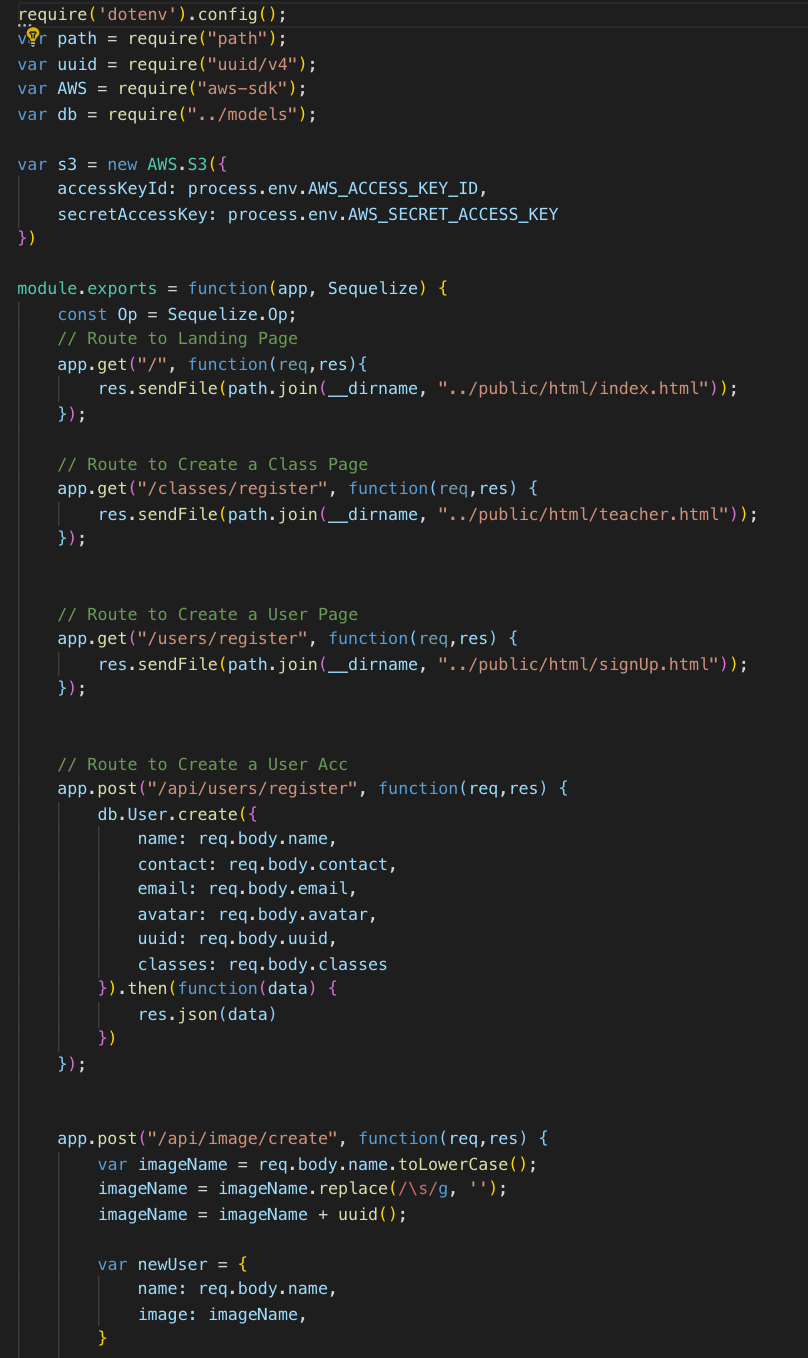 require('dotenv').config();
var path = require("path");
var uuid = require("uuid/v4");
var AWS = require("aws-sdk");
var db = require("../models");

var s3 = new AWS.S3({
    accessKeyId: process.env.AWS_ACCESS_KEY_ID,
    secretAccessKey: process.env.AWS_SECRET_ACCESS_KEY
})

module.exports = function(app, Sequelize) {
    const Op = Sequelize.Op;
    // Route to Landing Page
    app.get("/", function(req,res){
        res.sendFile(path.join(__dirname, "../public/html/index.html"));
    });

    // Route to Create a Class Page
    app.get("/classes/register", function(req,res) {
        res.sendFile(path.join(__dirname, "../public/html/teacher.html"));
    });


    // Route to Create a User Page
    app.get("/users/register", function(req,res) {
        res.sendFile(path.join(__dirname, "../public/html/signUp.html"));
    });


    // Route to Create a User Acc
    app.post("/api/users/register", function(req,res) {
        db.User.create({
            name: req.body.name,
            contact: req.body.contact,
            email: req.body.email,
            avatar: req.body.avatar,
            uuid: req.body.uuid,
            classes: req.body.classes
        }).then(function(data) {
            res.json(data)
        })
    });


    app.post("/api/image/create", function(req,res) {
        var imageName = req.body.name.toLowerCase();
        imageName = imageName.replace(/\s/g, '');
        imageName = imageName + uuid();

        var newUser = {
            name: req.body.name,
            image: imageName,
        }